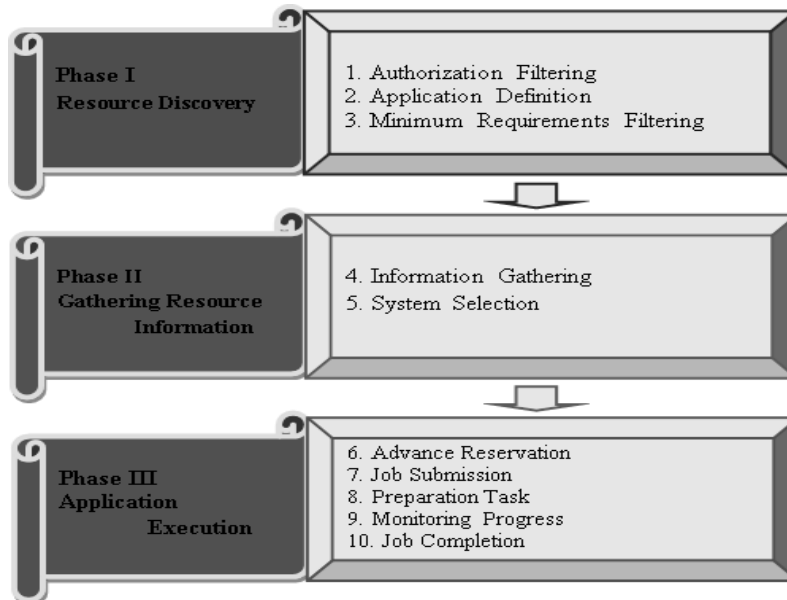 Phase I
Resource Discovery
1. Authorization Filtering
2. Application Definition
3. Minimum Requirements Filtering
Phase II
Gathering Resource
Information
4. Information Gathering
5. System Selection
Phase III
Application
Execution
6. Advance Reservation
7. Job Submission
8. Preparation Task
9. Monitoring Progress
10. Job Completion